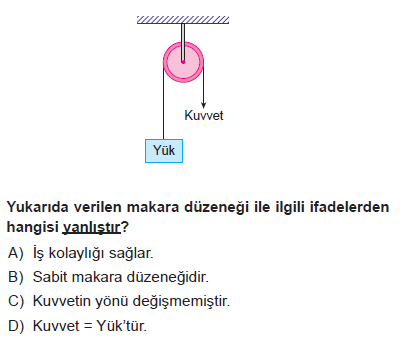 Kuvvet
Yük
Yukarıda verilen makara düzeneği ile ilgili ifadelerden
hangisi yanlıştır?
A) İş kolaylığı sağlar.
B) Sabit makara düzeneğidir.
C) Kuvvetin yönü değişmemiştir.
D) Kuvvet = Yük'tür.